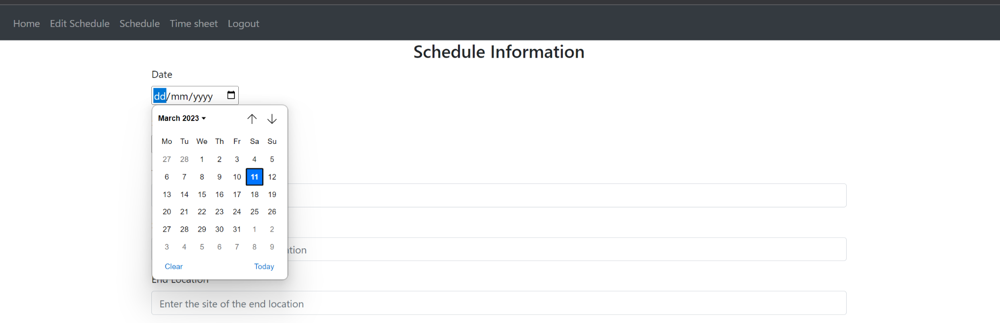 Home Edit Schedule Schedule Time sheet Logout
Schedule Information
Date
dd/mm/yyyy
March 2023
Mo Tu We Th Fr Sa Su
27 28 1 2 3 4 5
6 7 8 9 10 11 12
13 14 15 16 17 18 19
20 21 22 23 24 25 26
27 28 29 30 31 1 2
3 4 5 6 7 8 9
Clear Today
End Location
Enter the site of the end location